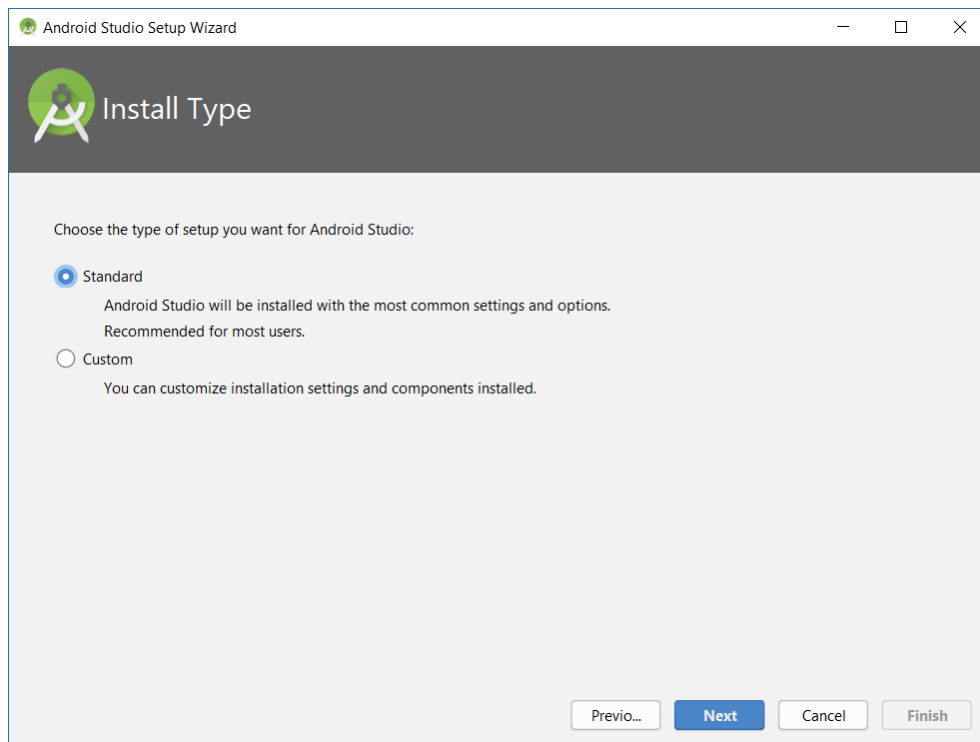 Android Studio Setup Wizard
Install Type
Choose the type of setup you want for Android Studio:
Standard
Android Studio will be installed with the most common settings and options.
Recommended for most users.
Custom
You can customize installation settings and components installed.
Previo... Next Cancel Finish